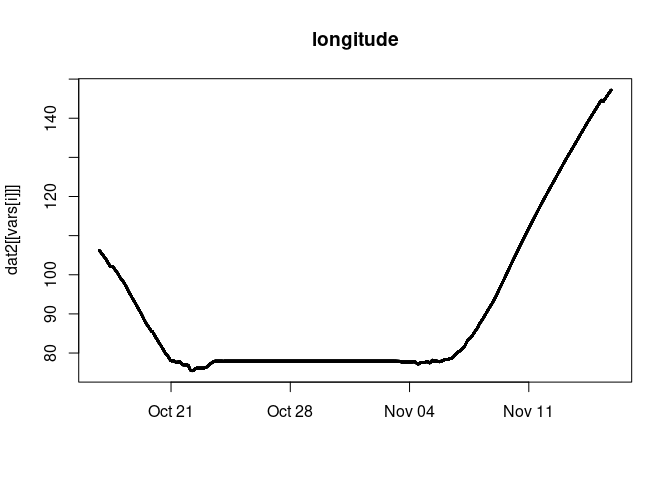 longitude
dat2[[vars[i]]]
140
120
100
90
80
Oct 21
Oct 28
Nov 04
Nov 11